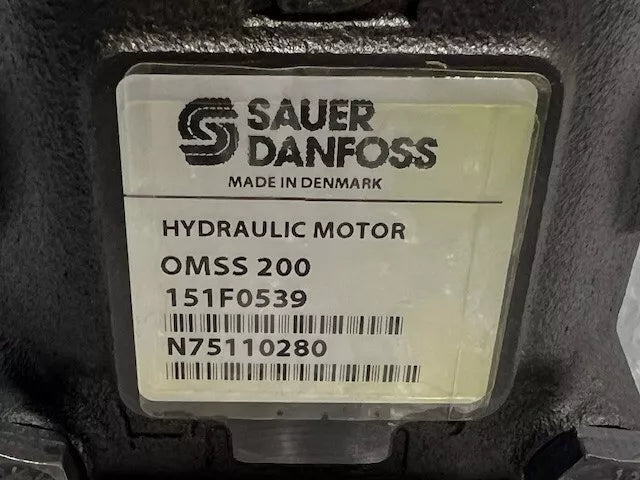 SAUER
DANFOSS
MADE IN DENMARK
HYDRAULIC MOTOR
OMSS 200
151F0539
N75110280